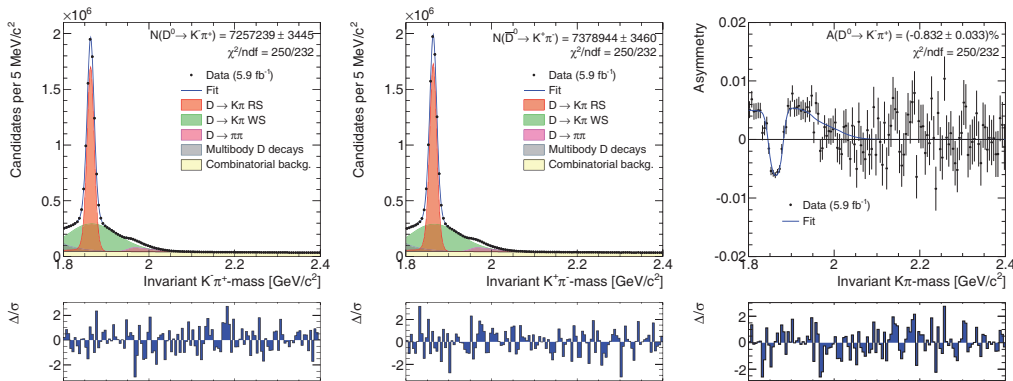 ×10⁶
N(D⁰ → K⁻π⁺) = 7257239 ± 3445
χ²/ndf = 250/232
Data (5.9 fb⁻¹)
Fit
D → Kπ RS
D → Kπ WS
D → ππ
Multibody D decays
Combinatorial backg.
Candidates per 5 MeV/c²
2
1.5
1
0.5
0
1.8
2
2.2
2.4
Invariant K⁻π⁺-mass [GeV/c²]
Δ/σ
2
0
-2
×10⁶
N(D̅⁰ → K⁺π⁻) = 7378944 ± 3460
χ²/ndf = 250/232
Data (5.9 fb⁻¹)
Fit
D → Kπ RS
D → Kπ WS
D → ππ
Multibody D decays
Combinatorial backg.
Candidates per 5 MeV/c²
2
1.5
1
0.5
0
1.8
2
2.2
2.4
Invariant K⁺π⁻-mass [GeV/c²]
Δ/σ
2
0
-2
A(D⁰ → K⁻π⁺) = (-0.832 ± 0.033)%
χ²/ndf = 250/232
Asymmetry
0.02
0.01
0
-0.01
-0.02
Data (5.9 fb⁻¹)
Fit
1.8
1.9
2
2.2
2.4
Invariant Kπ-mass [GeV/c²]
Δ/σ
2
0
-2